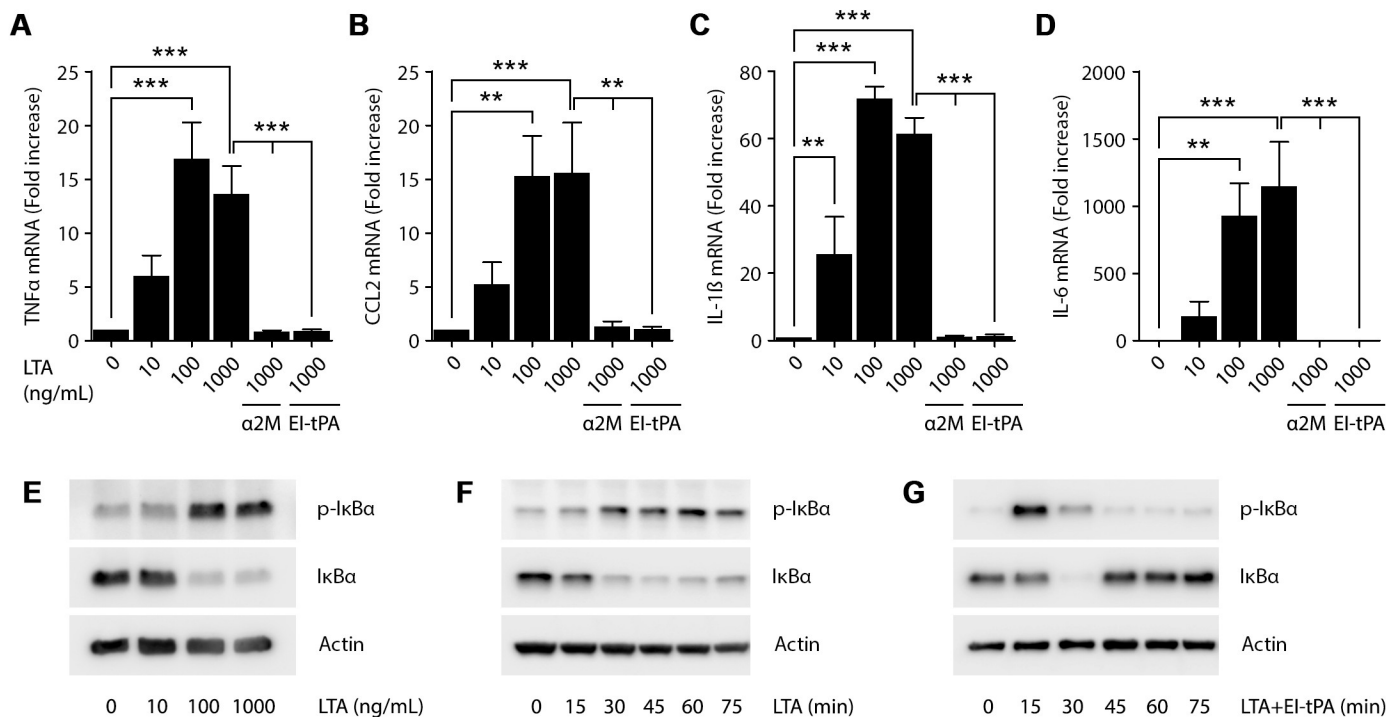 A
TNFα mRNA (Fold increase)
25
20
15
10
5
0
***
***
***
LTA
(ng/mL)
0 10 100 1000 1000 1000
α2M EI-tPA
B
CCL2 mRNA (Fold increase)
25
20
15
10
5
0
***
**
**
0 10 100 1000 1000 1000
α2M EI-tPA
C
IL-1ß mRNA (Fold increase)
80
60
40
20
0
***
***
***
**
0 10 100 1000 1000 1000
α2M EI-tPA
D
IL-6 mRNA (Fold increase)
2000
1500
1000
500
0
***
***
**
0 10 100 1000 1000 1000
α2M EI-tPA
E
p-IκBα
IκBα
Actin
0 10 100 1000 LTA (ng/mL)
F
p-IκBα
IκBα
Actin
0 15 30 45 60 75 LTA (min)
G
p-IκBα
IκBα
Actin
0 15 30 45 60 75 LTA+EI-tPA (min)